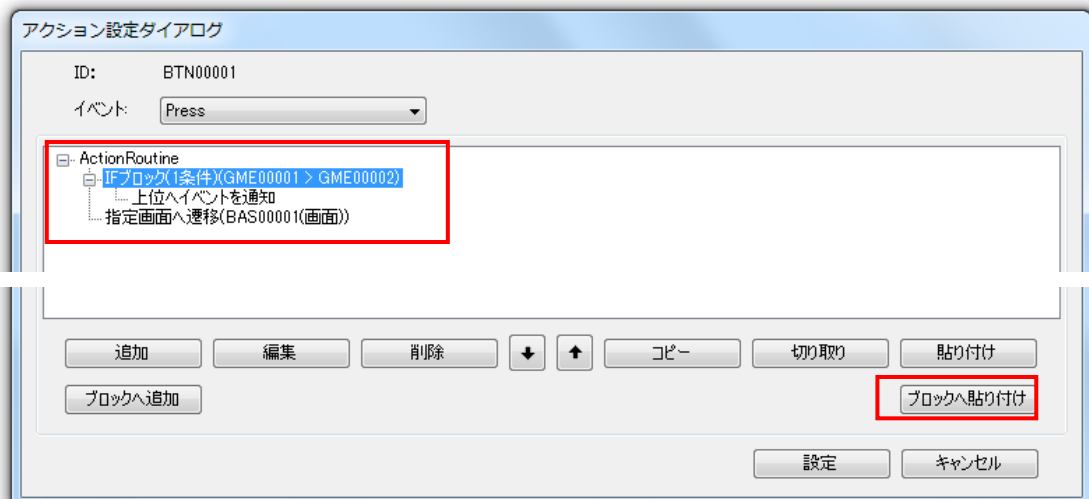 アクション設定ダイアログ
ID: BTN00001
イベント: Press
ActionRoutine
IFブロック(1条件)(GME00001 > GME00002)
上位へイベントを通知
指定画面へ遷移(BAS00001(画面))
追加 編集 削除 コピー 切り取り 貼り付け
ブロックへ追加 ブロックへ貼り付け
設定 キャンセル